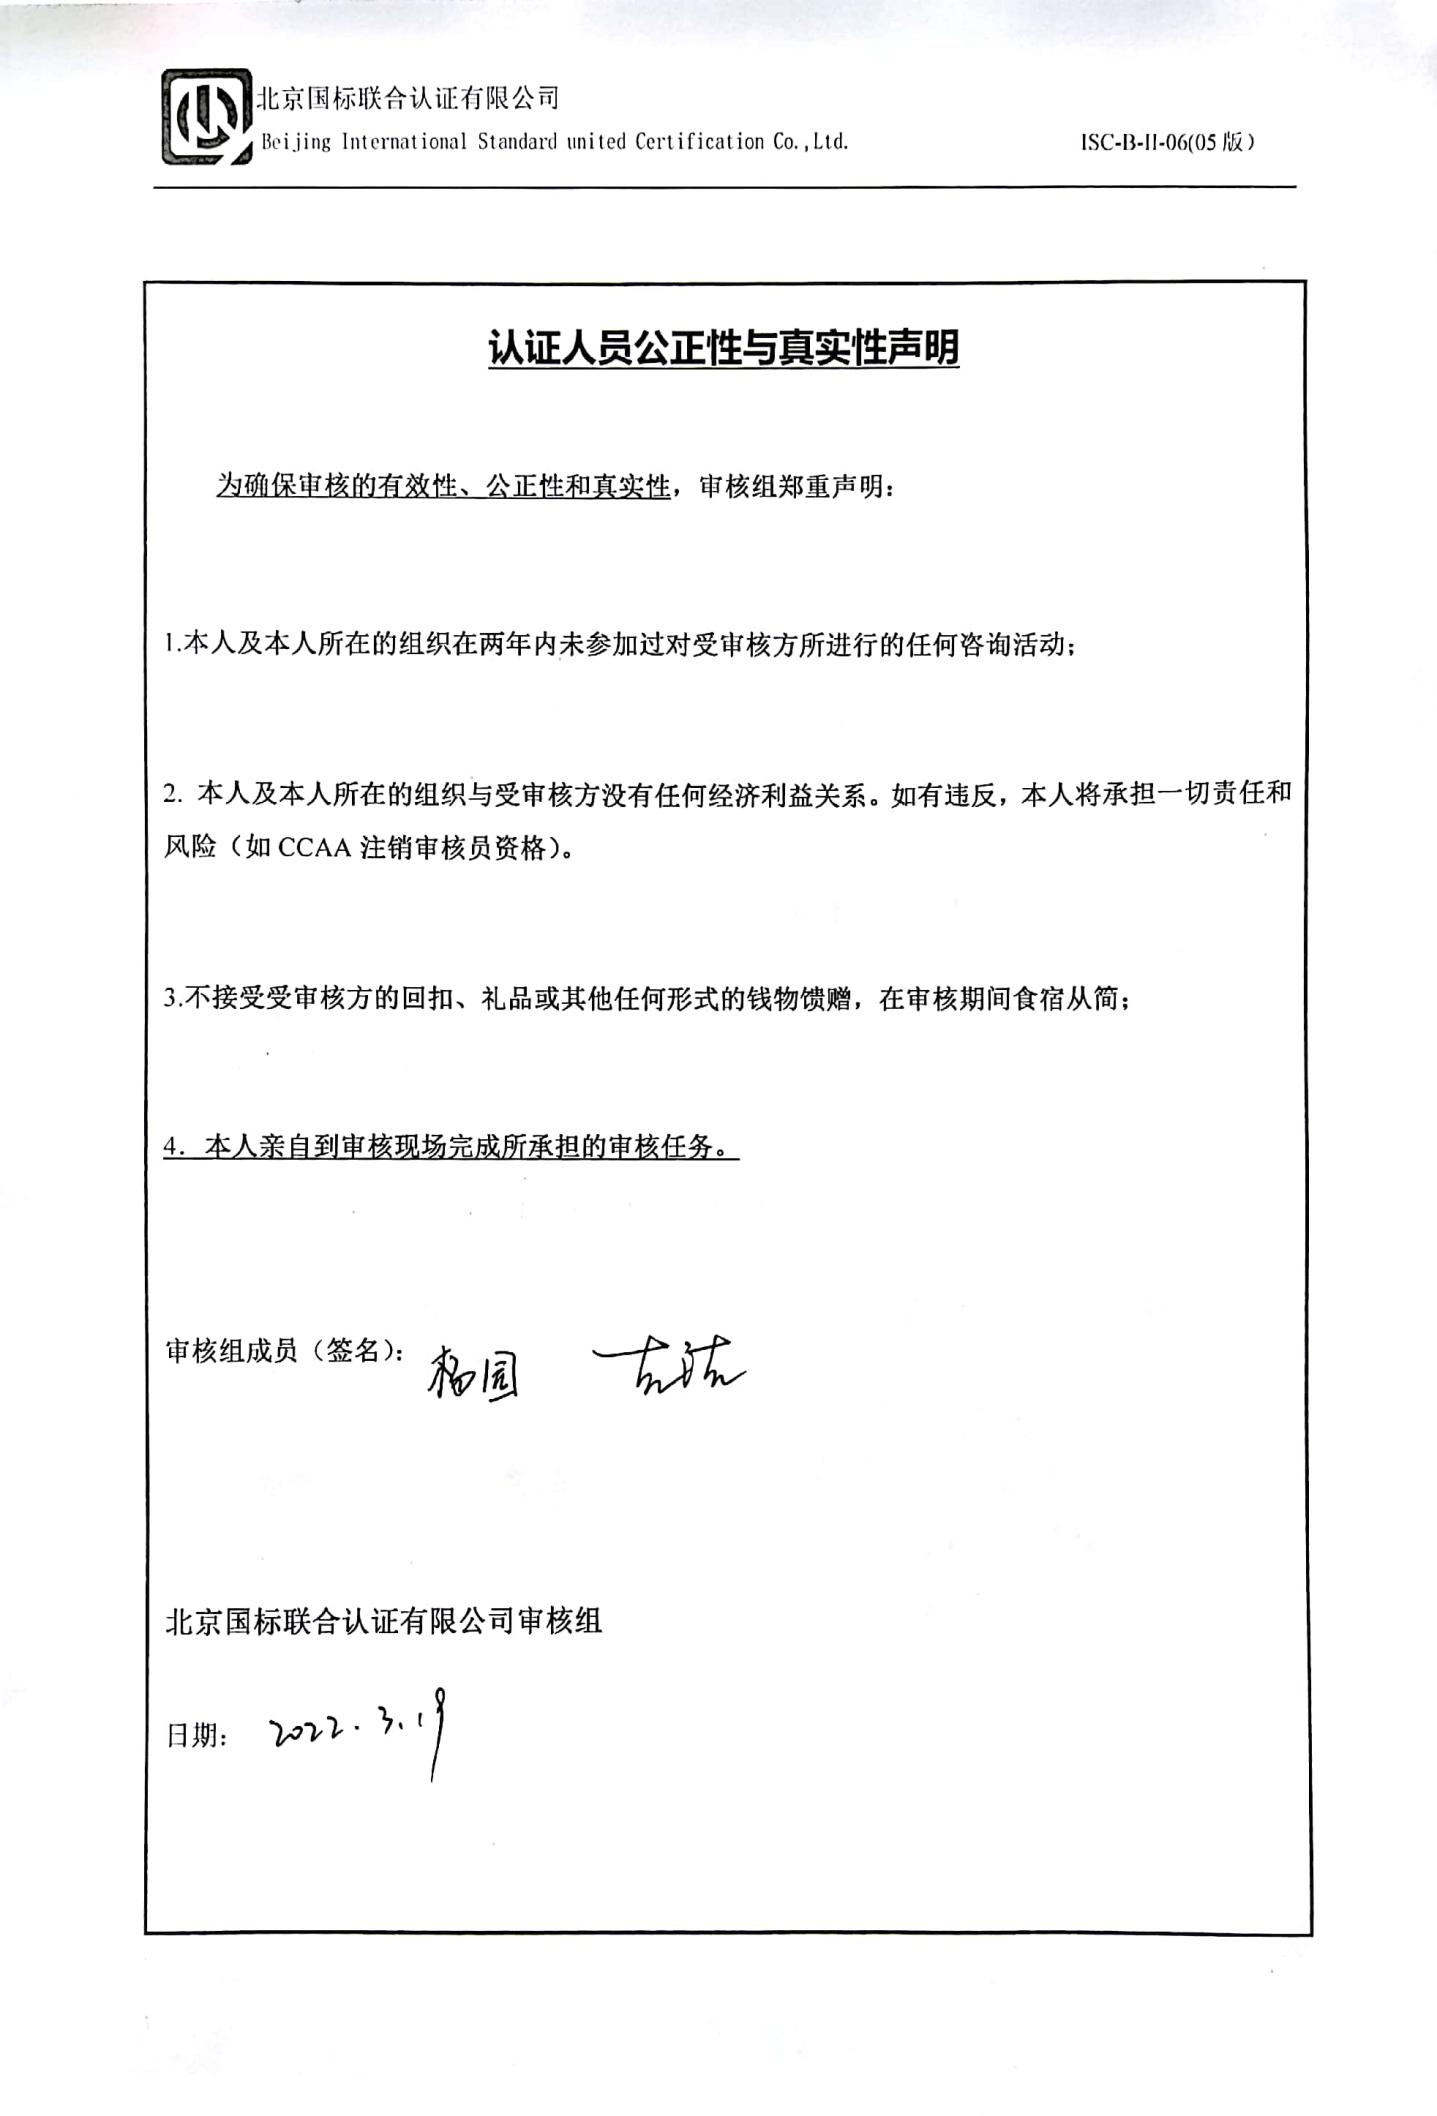 北京国标联合认证有限公司
Beijing International Standard united Certification Co.,Ltd. ISC-B-II-06(05 版)
认证人员公正性与真实性声明
为确保审核的有效性、公正性和真实性，审核组郑重声明：
1.本人及本人所在的组织在两年内未参加过对受审核方所进行的任何咨询活动；
2. 本人及本人所在的组织与受审核方没有任何经济利益关系。如有违反，本人将承担一切责任和
风险（如 CCAA 注销审核员资格）。
3.不接受受审核方的回扣、礼品或其他任何形式的钱物馈赠，在审核期间食宿从简；
4. 本人亲自到审核现场完成所承担的审核任务。
审核组成员（签名）： 杨园
北京国标联合认证有限公司审核组
日期： 2022.3.19